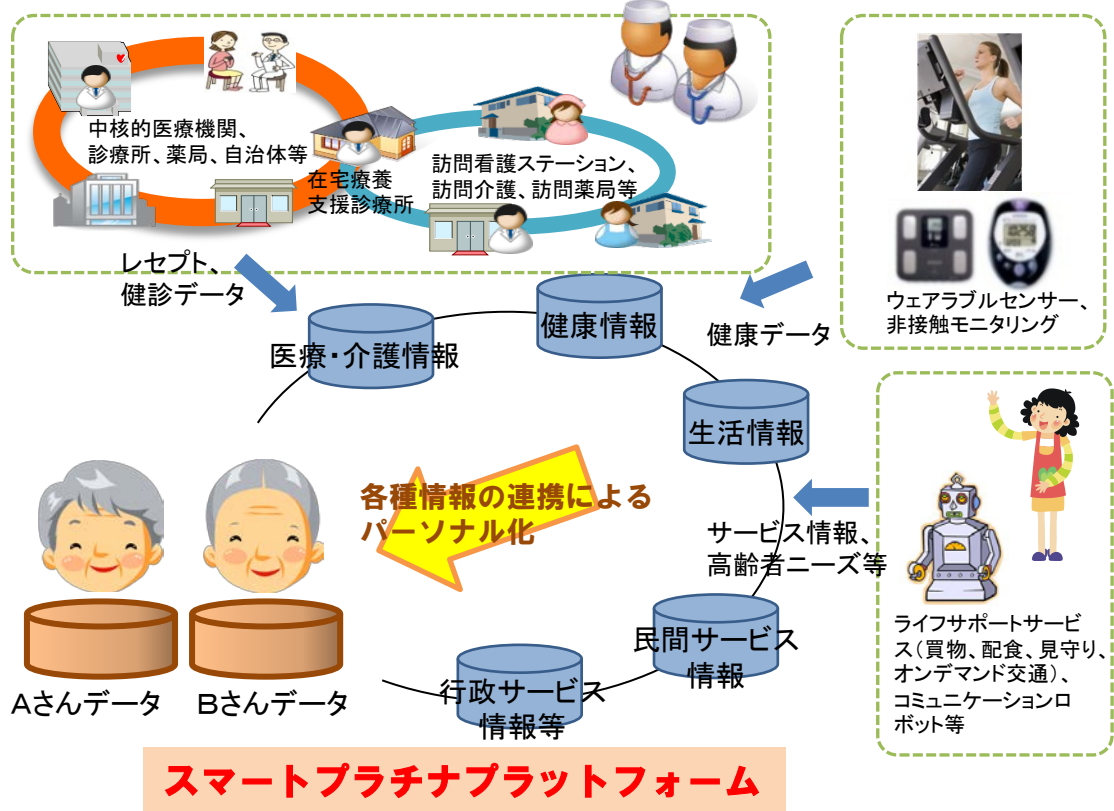 中核的医療機関、
診療所、薬局、自治体等
在宅療養
支援診療所
訪問看護ステーション、
訪問介護、訪問薬局等
レセプト、
健診データ
ウェアラブルセンサー、
非接触モニタリング
健康データ
健康情報
医療・介護情報
生活情報
各種情報の連携による
パーソナル化
サービス情報、
高齢者ニーズ等
ライフサポートサービ
ス(買物、配食、見守り、
オンデマンド交通)、
コミュニケーションロ
ボット等
民間サービス
情報
行政サービス
情報等
Aさんデータ
Bさんデータ
スマートプラチナプラットフォーム